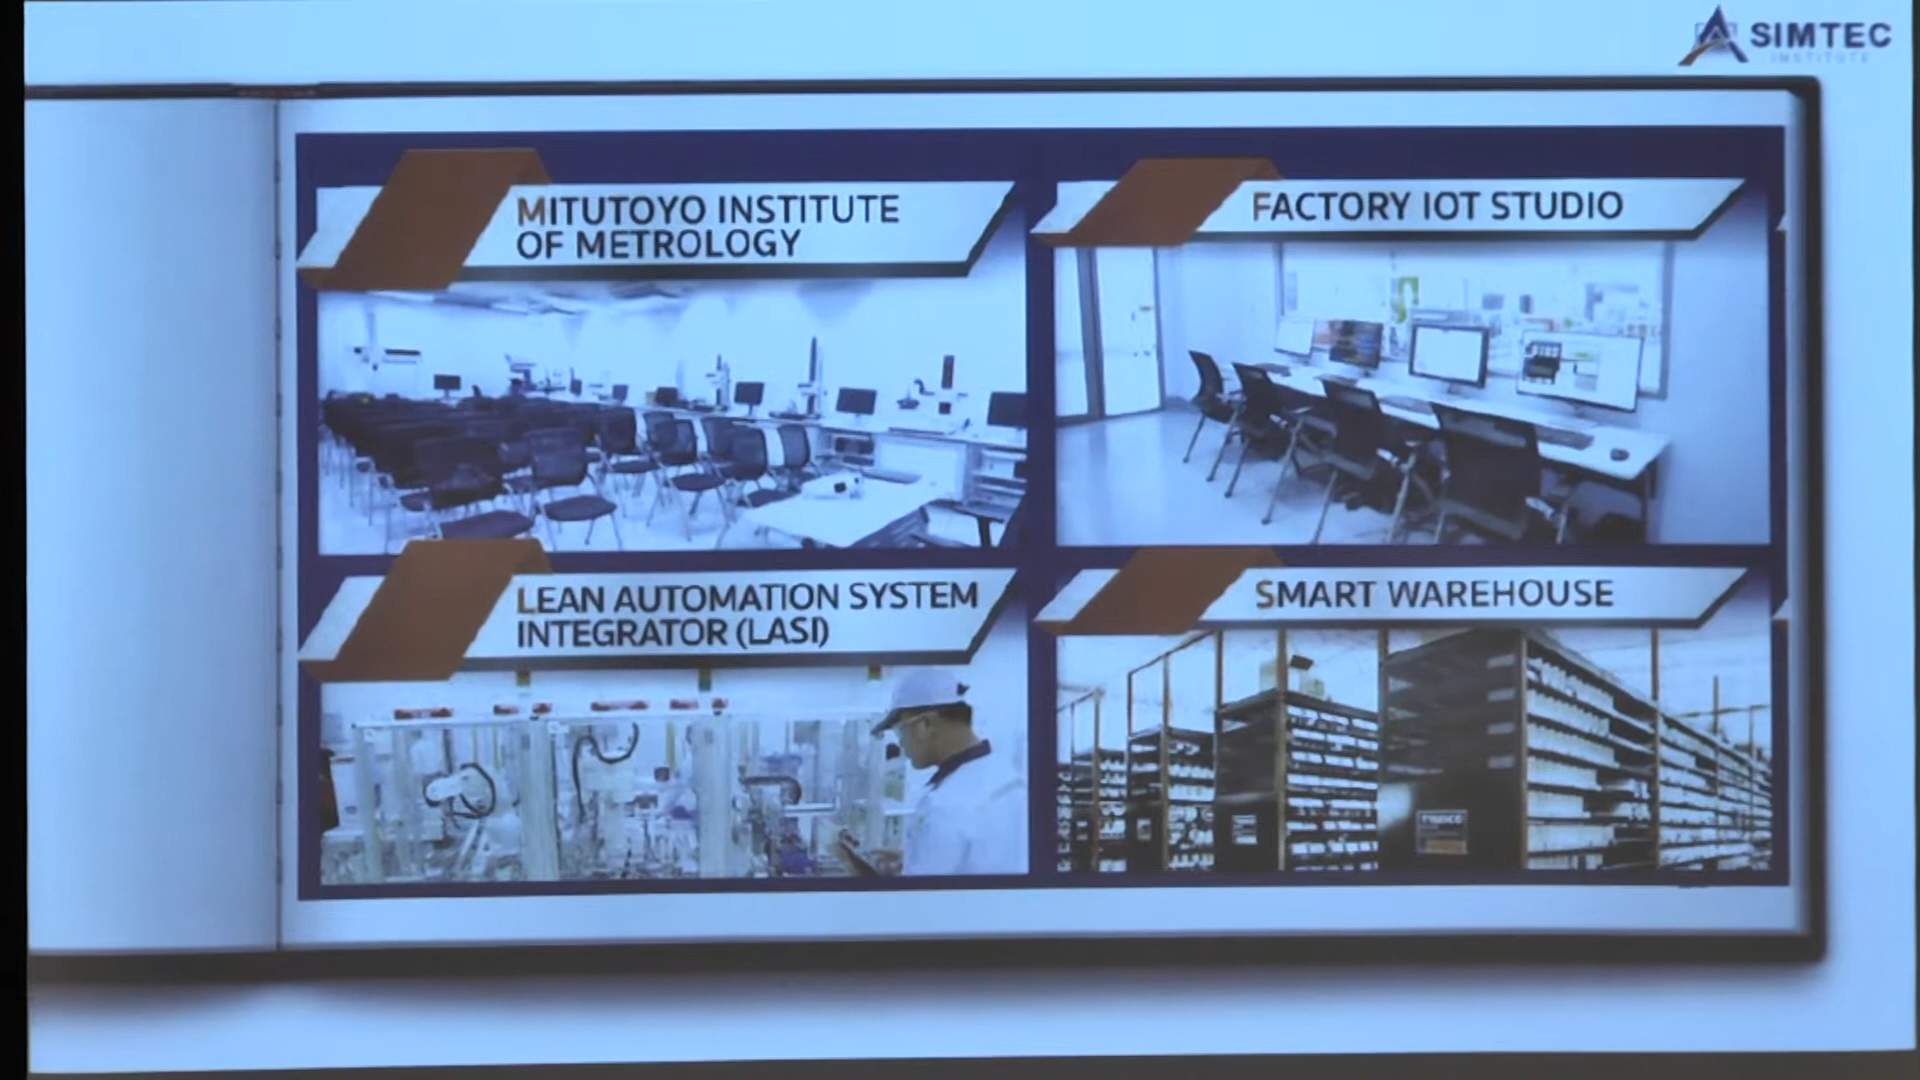 SIMTEC
INSTITUTE
MITUTOYO INSTITUTE
OF METROLOGY
FACTORY IOT STUDIO
LEAN AUTOMATION SYSTEM
INTEGRATOR (LASI)
SMART WAREHOUSE